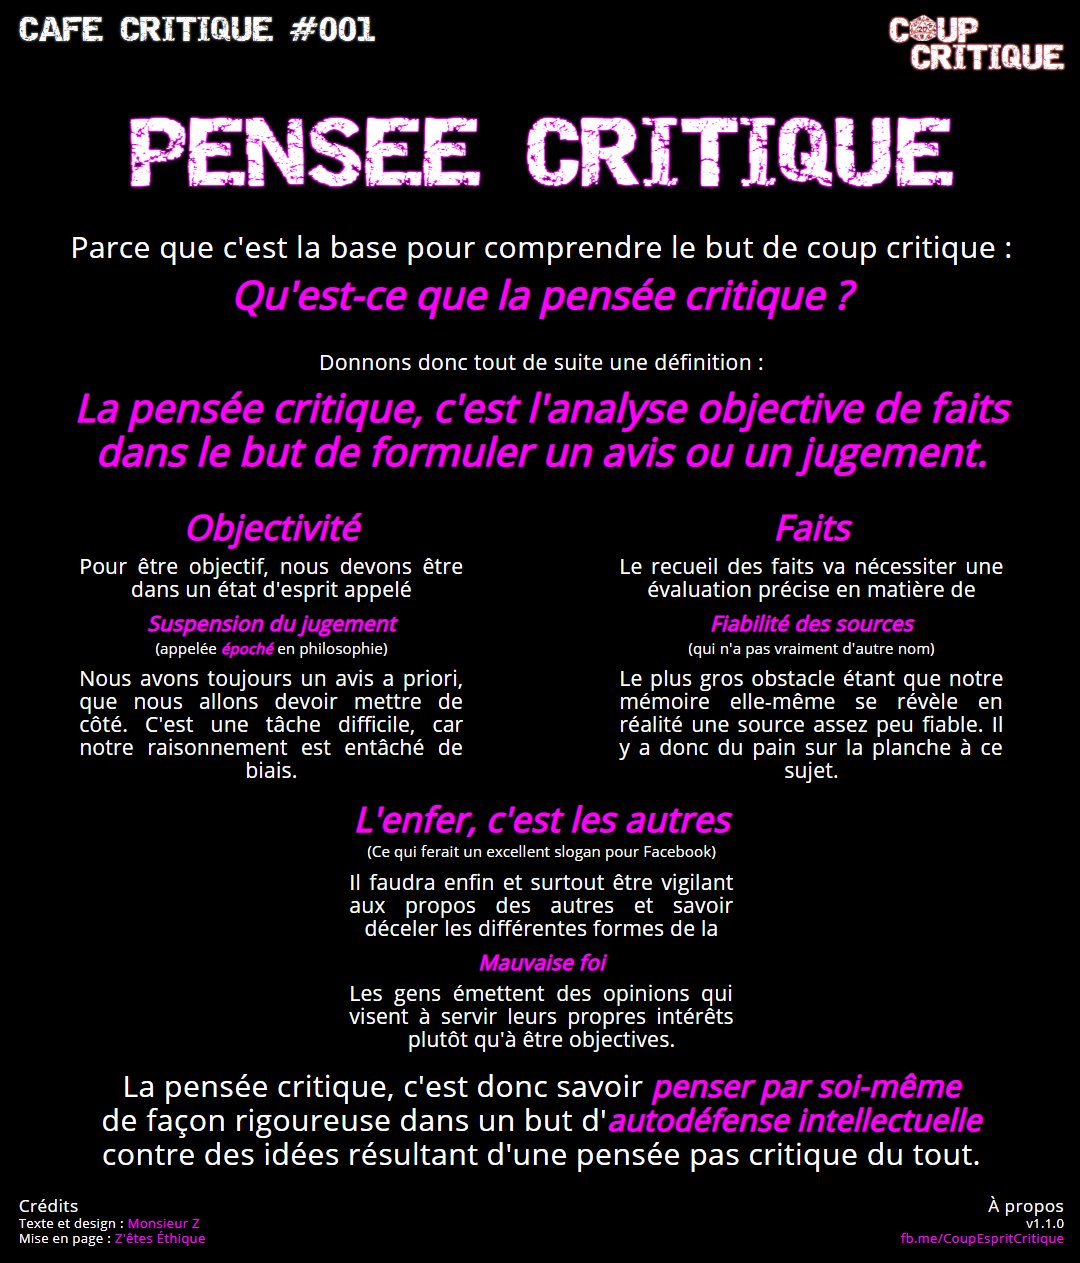 CAFE CRITIQUE #001
COUP
CRITIQUE
PENSEE CRITIQUE
Parce que c'est la base pour comprendre le but de coup critique :
Qu'est-ce que la pensée critique ?
Donnons donc tout de suite une définition :
La pensée critique, c'est l'analyse objective de faits
dans le but de formuler un avis ou un jugement.
Objectivité
Pour être objectif, nous devons être
dans un état d'esprit appelé
Suspension du jugement
(appelée époché en philosophie)
Nous avons toujours un avis a priori,
que nous allons devoir mettre de
côté. C'est une tâche difficile, car
notre raisonnement est entâché de
biais.
Faits
Le recueil des faits va nécessiter une
évaluation précise en matière de
Fiabilité des sources
(qui n'a pas vraiment d'autre nom)
Le plus gros obstacle étant que notre
mémoire elle-même se révèle en
réalité une source assez peu fiable. Il
y a donc du pain sur la planche à ce
sujet.
L'enfer, c'est les autres
(Ce qui ferait un excellent slogan pour Facebook)
Il faudra enfin et surtout être vigilant
aux propos des autres et savoir
déceler les différentes formes de la
Mauvaise foi
Les gens émettent des opinions qui
visent à servir leurs propres intérêts
plutôt qu'à être objectives.
La pensée critique, c'est donc savoir penser par soi-même
de façon rigoureuse dans un but d'autodéfense intellectuelle
contre des idées résultant d'une pensée pas critique du tout.
Crédits
Texte et design : Monsieur Z
Mise en page : Z'êtes Éthique
À propos
v1.1.0
fb.me/CoupEspritCritique